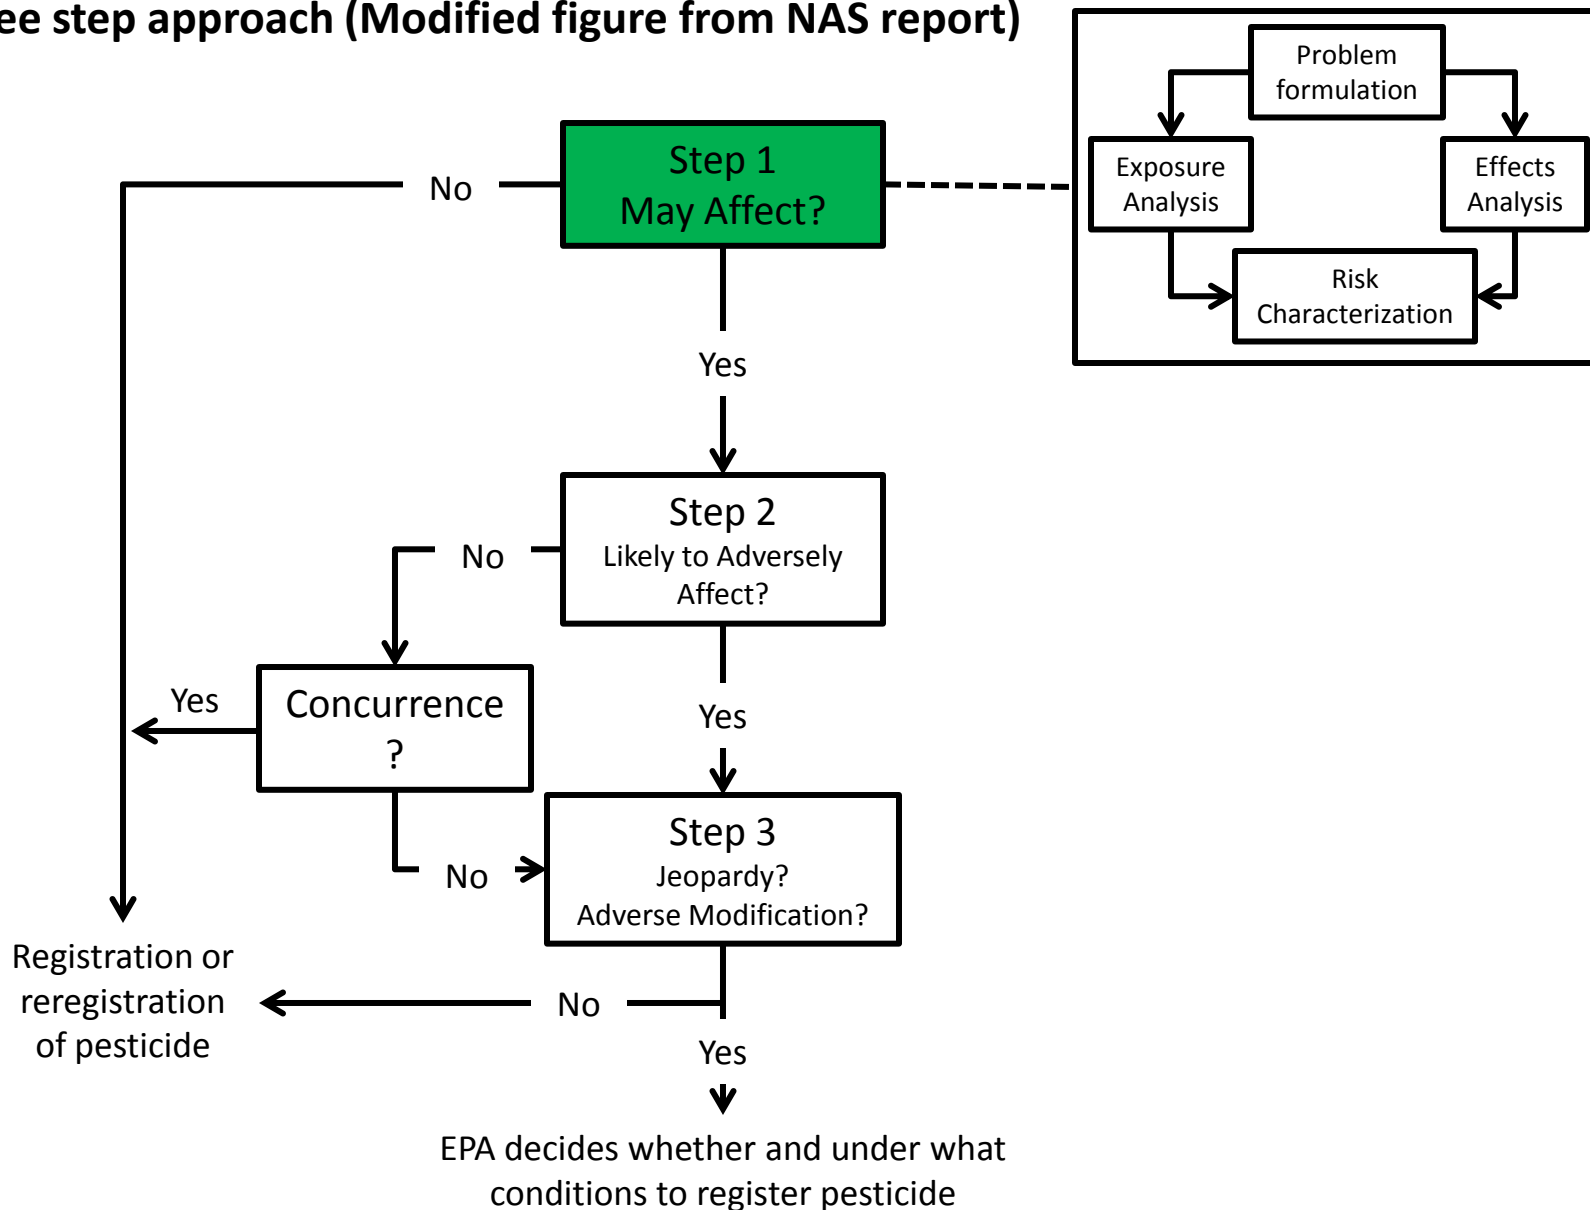 step approach (Modified figure from NAS report)
Problem
formulation
Exposure
Analysis
Effects
Analysis
Risk
Characterization
Step 1
May Affect?
No
Yes
Step 2
Likely to Adversely
Affect?
No
Yes
Concurrence
?
Yes
No
Step 3
Jeopardy?
Adverse Modification?
No
Yes
Registration or
reregistration
of pesticide
EPA decides whether and under what
conditions to register pesticide